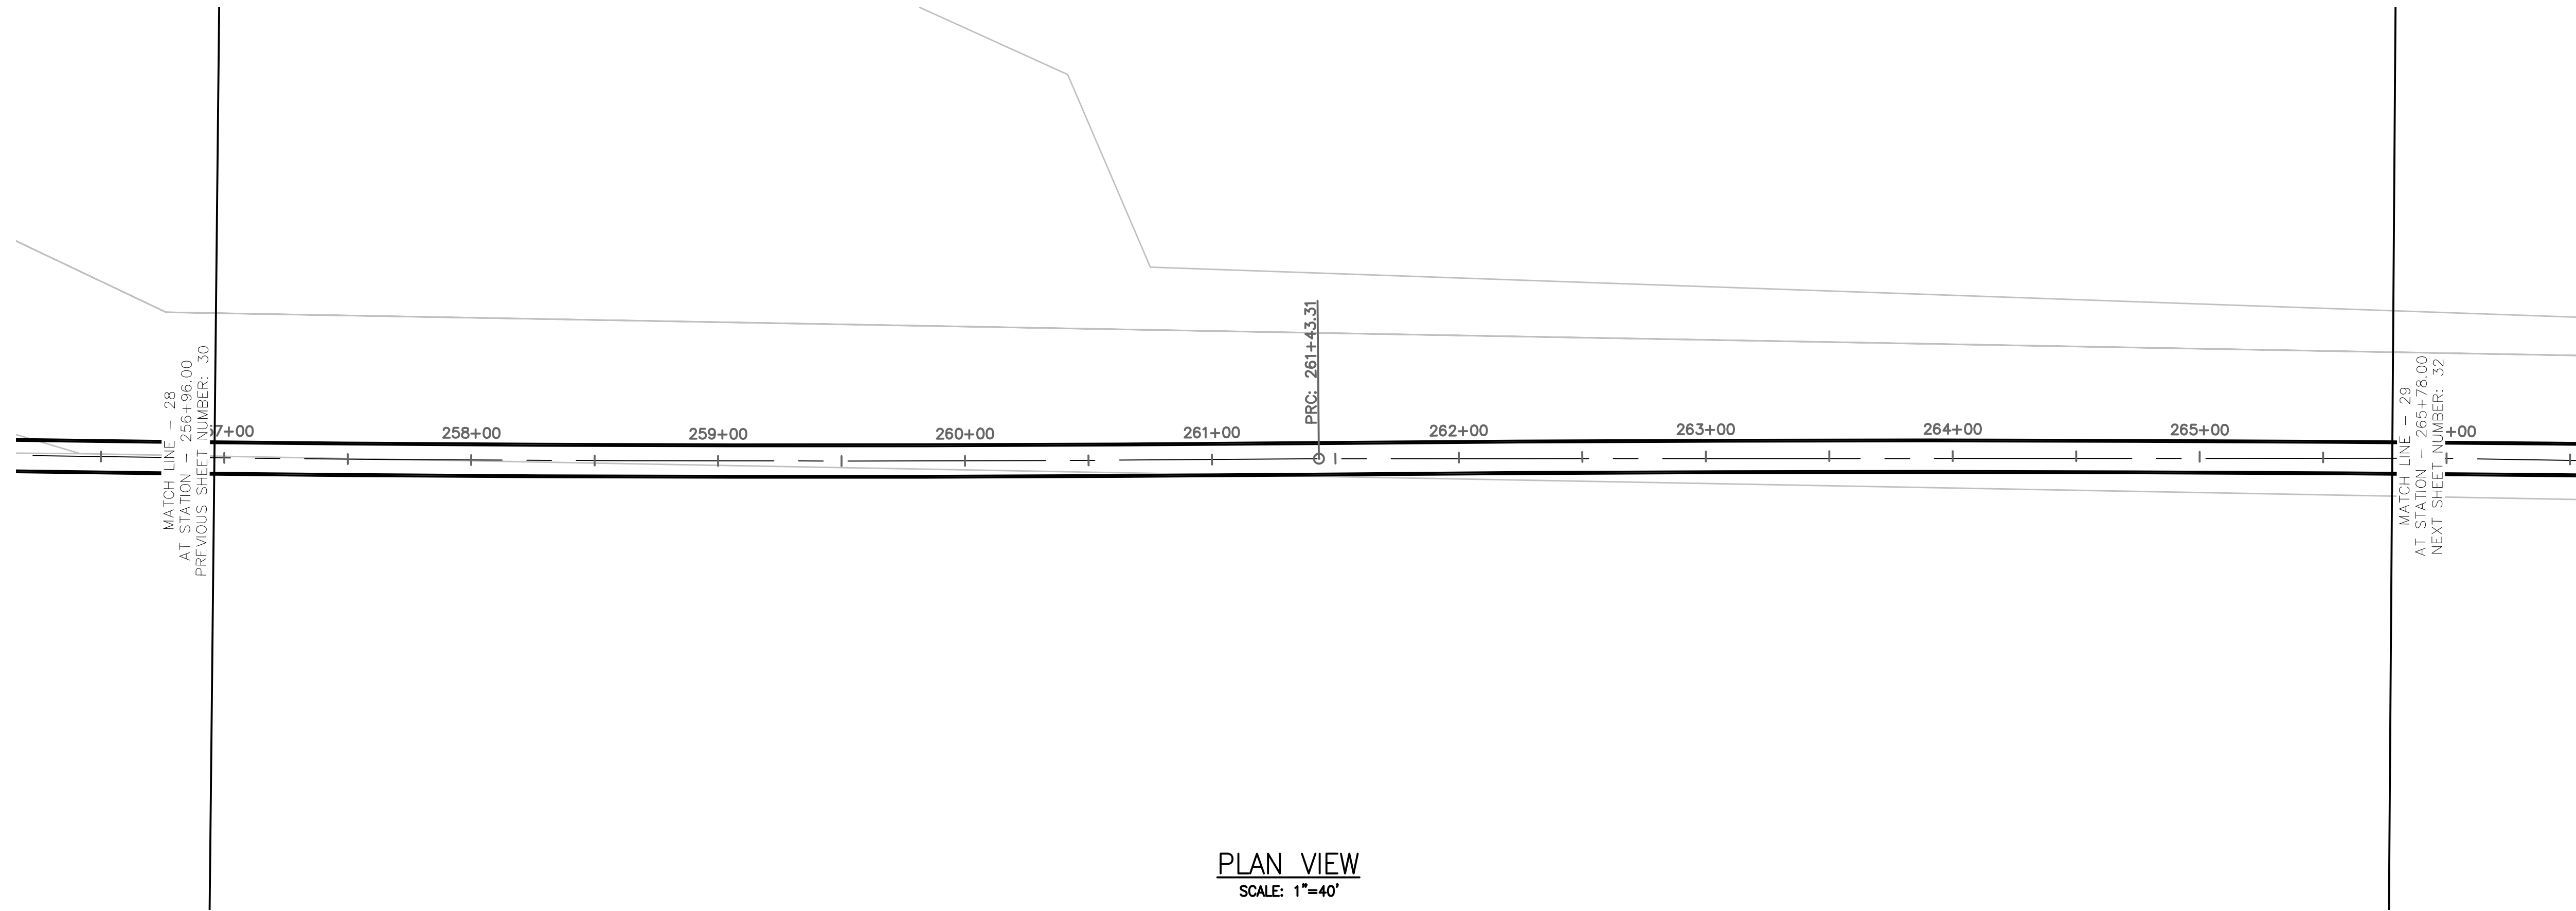 MATCH LINE - 28
AT STATION - 256+96.00
PREVIOUS SHEET NUMBER: 30
7+00
258+00
259+00
260+00
261+00
PRC: 261+43.31
262+00
263+00
264+00
265+00
MATCH LINE - 29
AT STATION - 265+78.00
NEXT SHEET NUMBER: 32
+00
PLAN VIEW
SCALE: 1"=40'